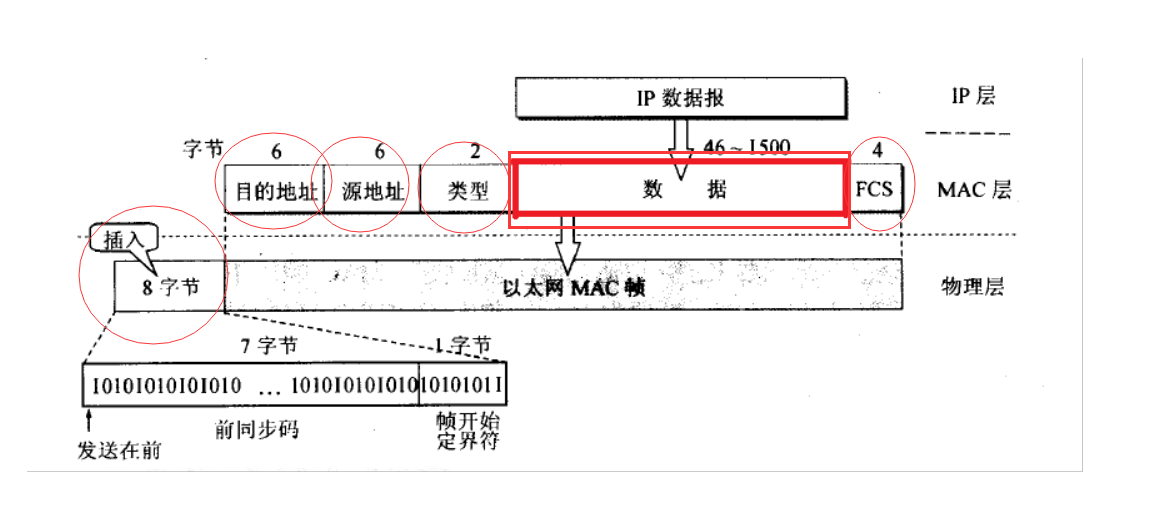 IP 数据报
IP 层
字节
6
6
2
46~1500
4
目的地址
源地址
类型
数 据
FCS
MAC 层
插入
8 字节
以太网 MAC 帧
物理层
7 字节
1 字节
10101010101010 … 10101010101010
10101011
前同步码
帧开始
定界符
发送在前